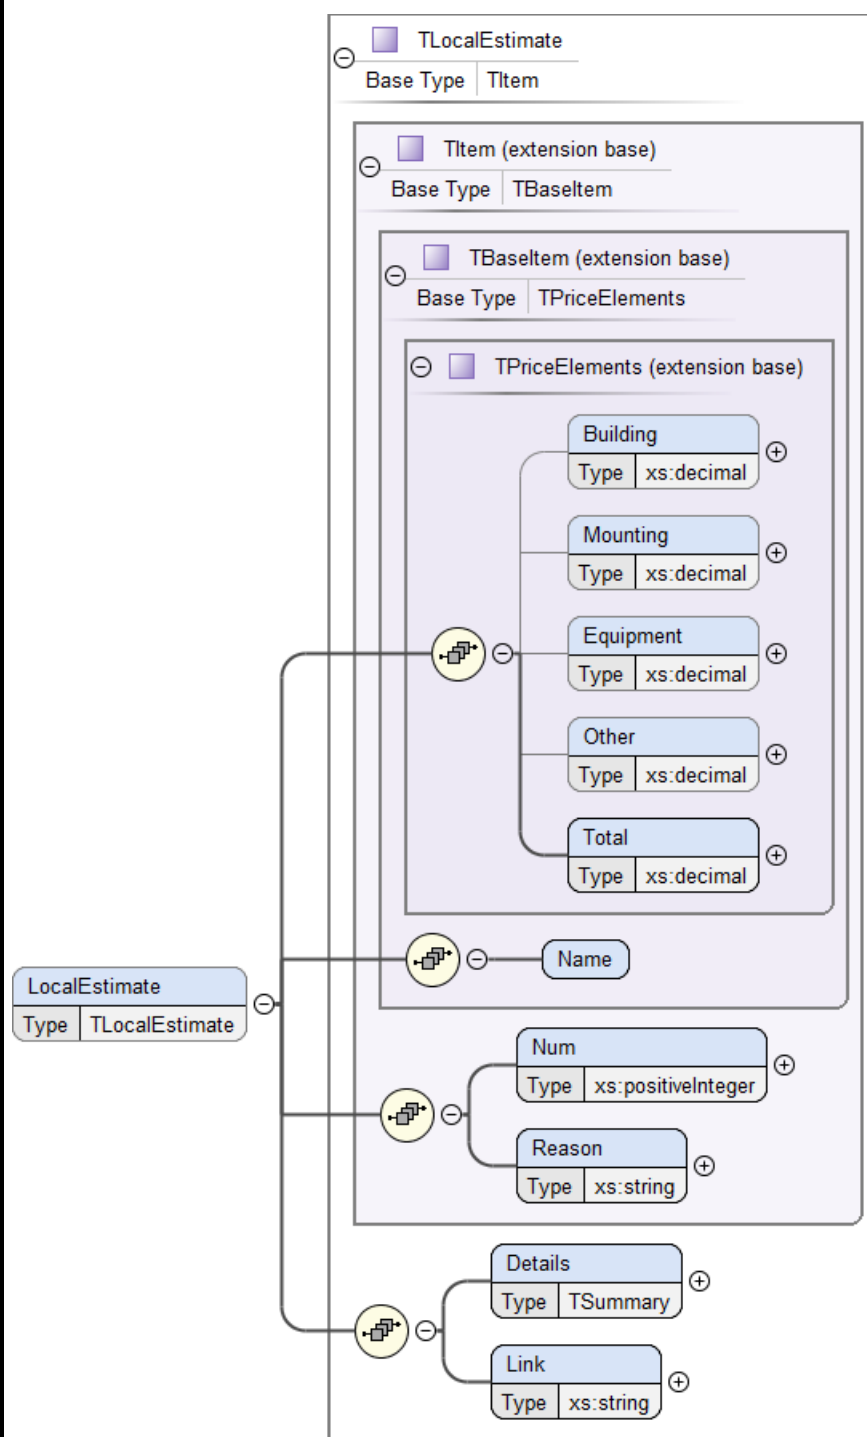 TLocalEstimate
Base Type TItem
TItem (extension base)
Base Type TBaseItem
TBaseItem (extension base)
Base Type TPriceElements
TPriceElements (extension base)
Building
Type xs:decimal
Mounting
Type xs:decimal
Equipment
Type xs:decimal
Other
Type xs:decimal
Total
Type xs:decimal
Name
LocalEstimate
Type TLocalEstimate
Num
Type xs:positiveInteger
Reason
Type xs:string
Details
Type TSummary
Link
Type xs:string